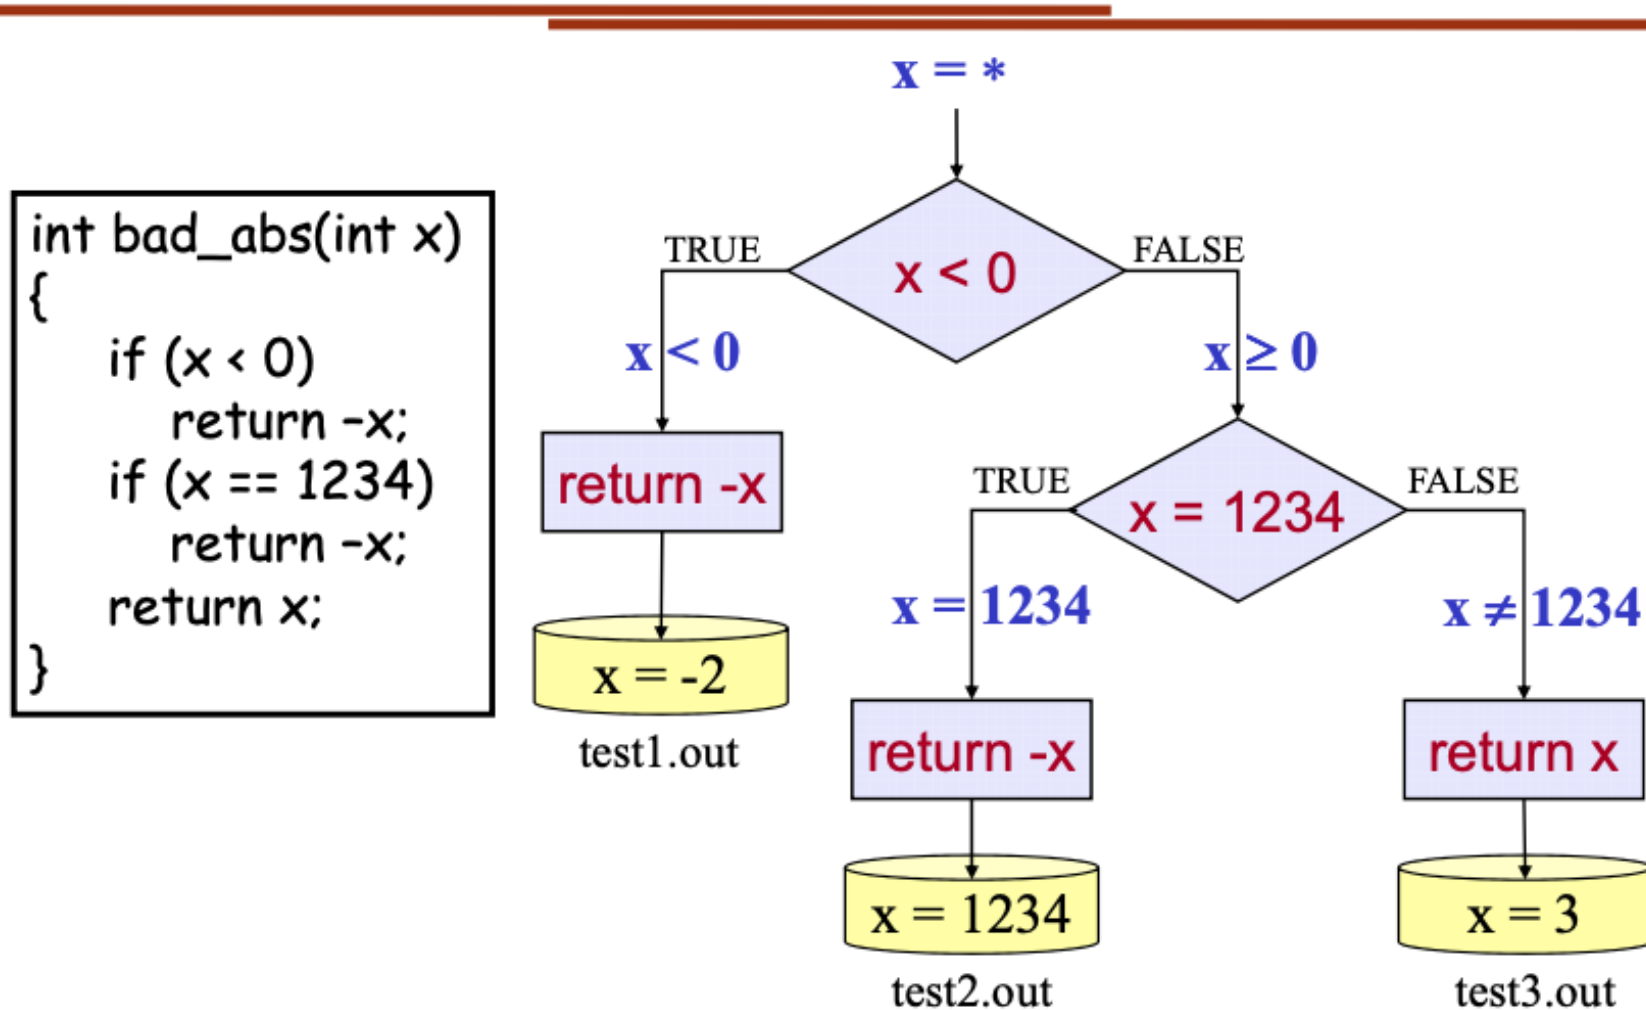 int bad_abs(int x)
{
if (x < 0)
return –x;
if (x == 1234)
return –x;
return x;
}
x = *
TRUE
x < 0
FALSE
x < 0
x ≥ 0
return -x
TRUE
x = 1234
FALSE
x = 1234
x ≠ 1234
x = -2
test1.out
return -x
return x
x = 1234
x = 3
test2.out
test3.out